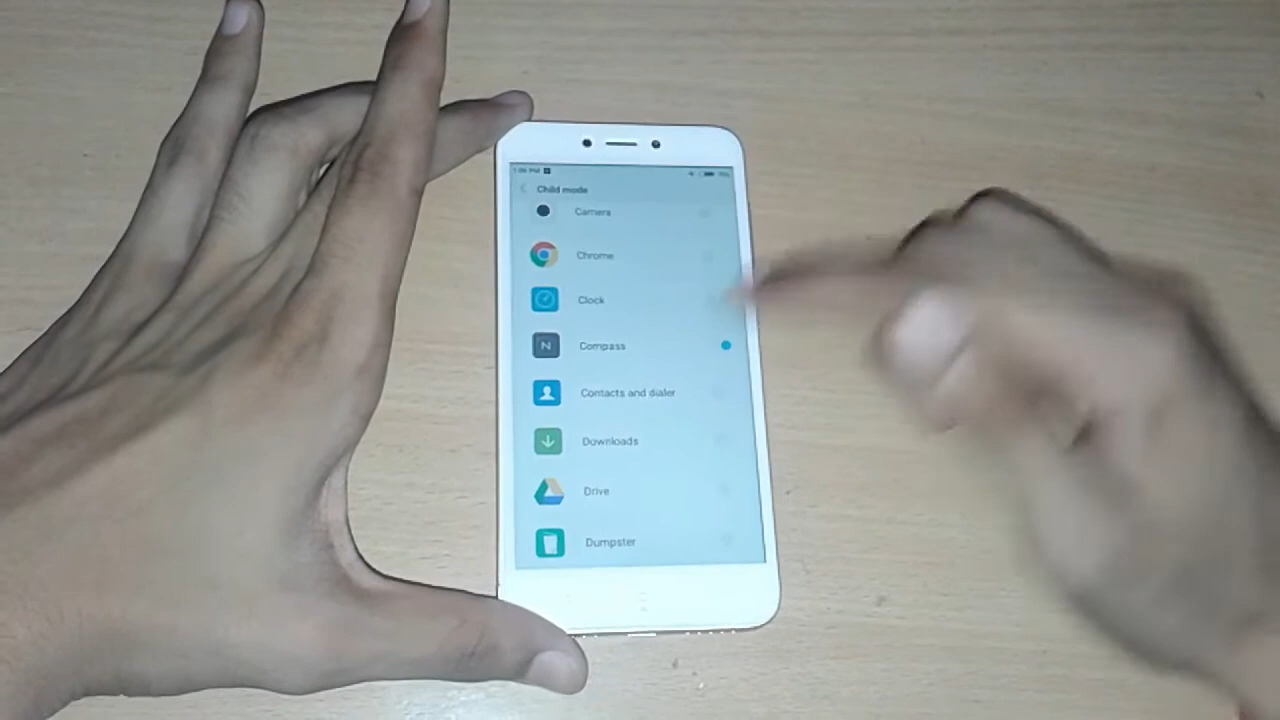 Child mode
Camera
Chrome
Clock
N
Compass
Contacts and dialer
Downloads
Drive
Dumpster